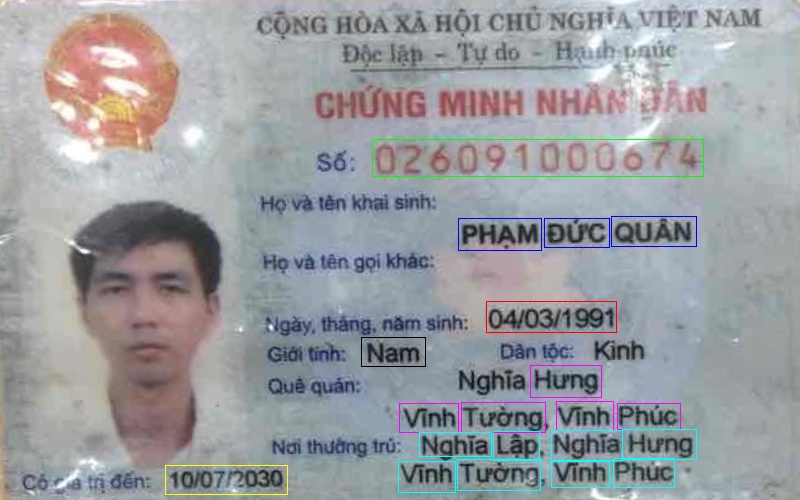 CỘNG HÒA XÃ HỘI CHỦ NGHĨA VIỆT NAM
Độc lập - Tự do - Hạnh phúc
CHỨNG MINH NHÂN DÂN
Số: 026091000674
Họ và tên khai sinh:
PHẠM ĐỨC QUÂN
Họ và tên gọi khác:
Ngày, tháng, năm sinh: 04/03/1991
Giới tính: Nam Dân tộc: Kinh
Quê quán: Nghĩa Hưng
Vĩnh Tường, Vĩnh Phúc
Nơi thường trú: Nghĩa Lập, Nghĩa Hưng
Vĩnh Tường, Vĩnh Phúc
Có giá trị đến: 10/07/2030